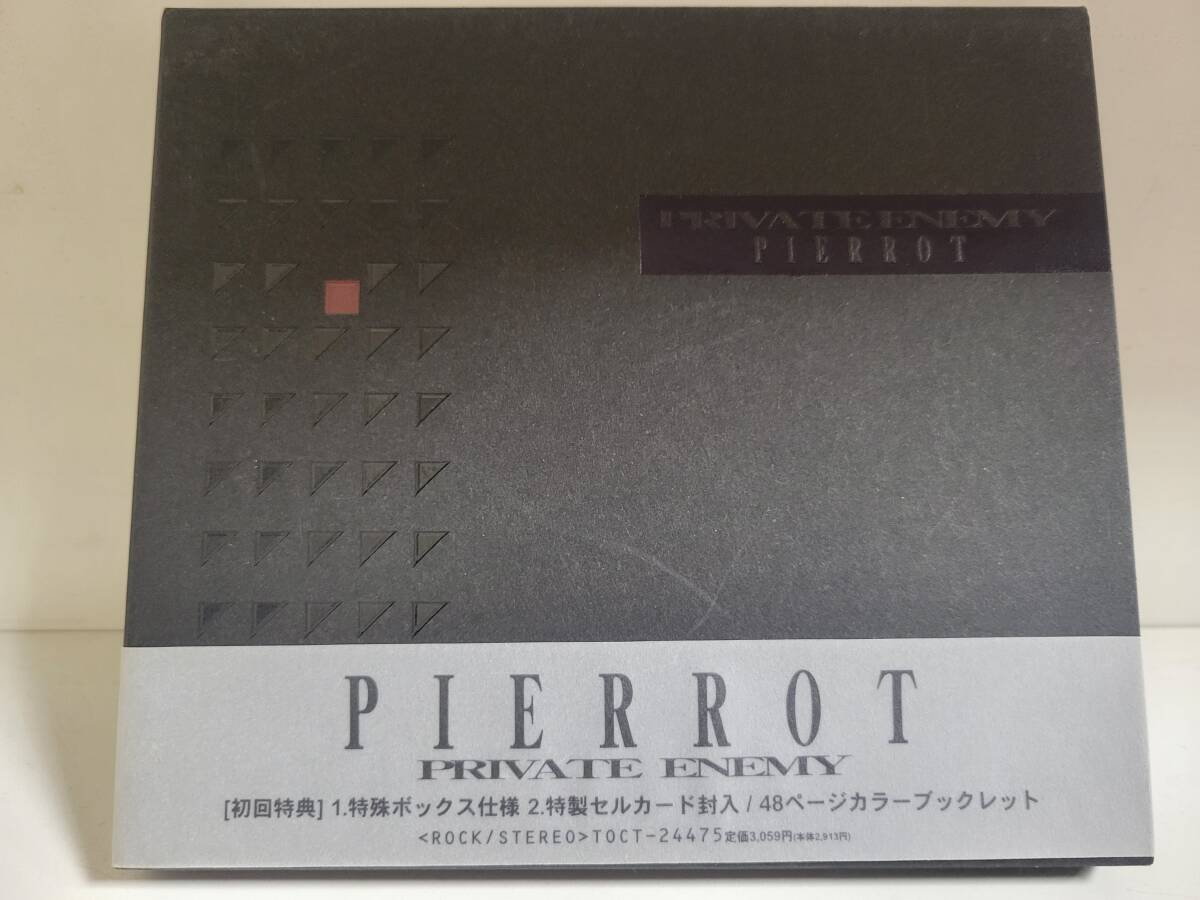 PRIVATE ENEMY
PIERROT
PIERROT
PRIVATE ENEMY
[初回特典] 1.特殊ボックス仕様 2.特製セルカード封入 / 48ページカラーブックレット
<ROCK/STEREO>TOCT-24475定価3,059円(本体2,913円)